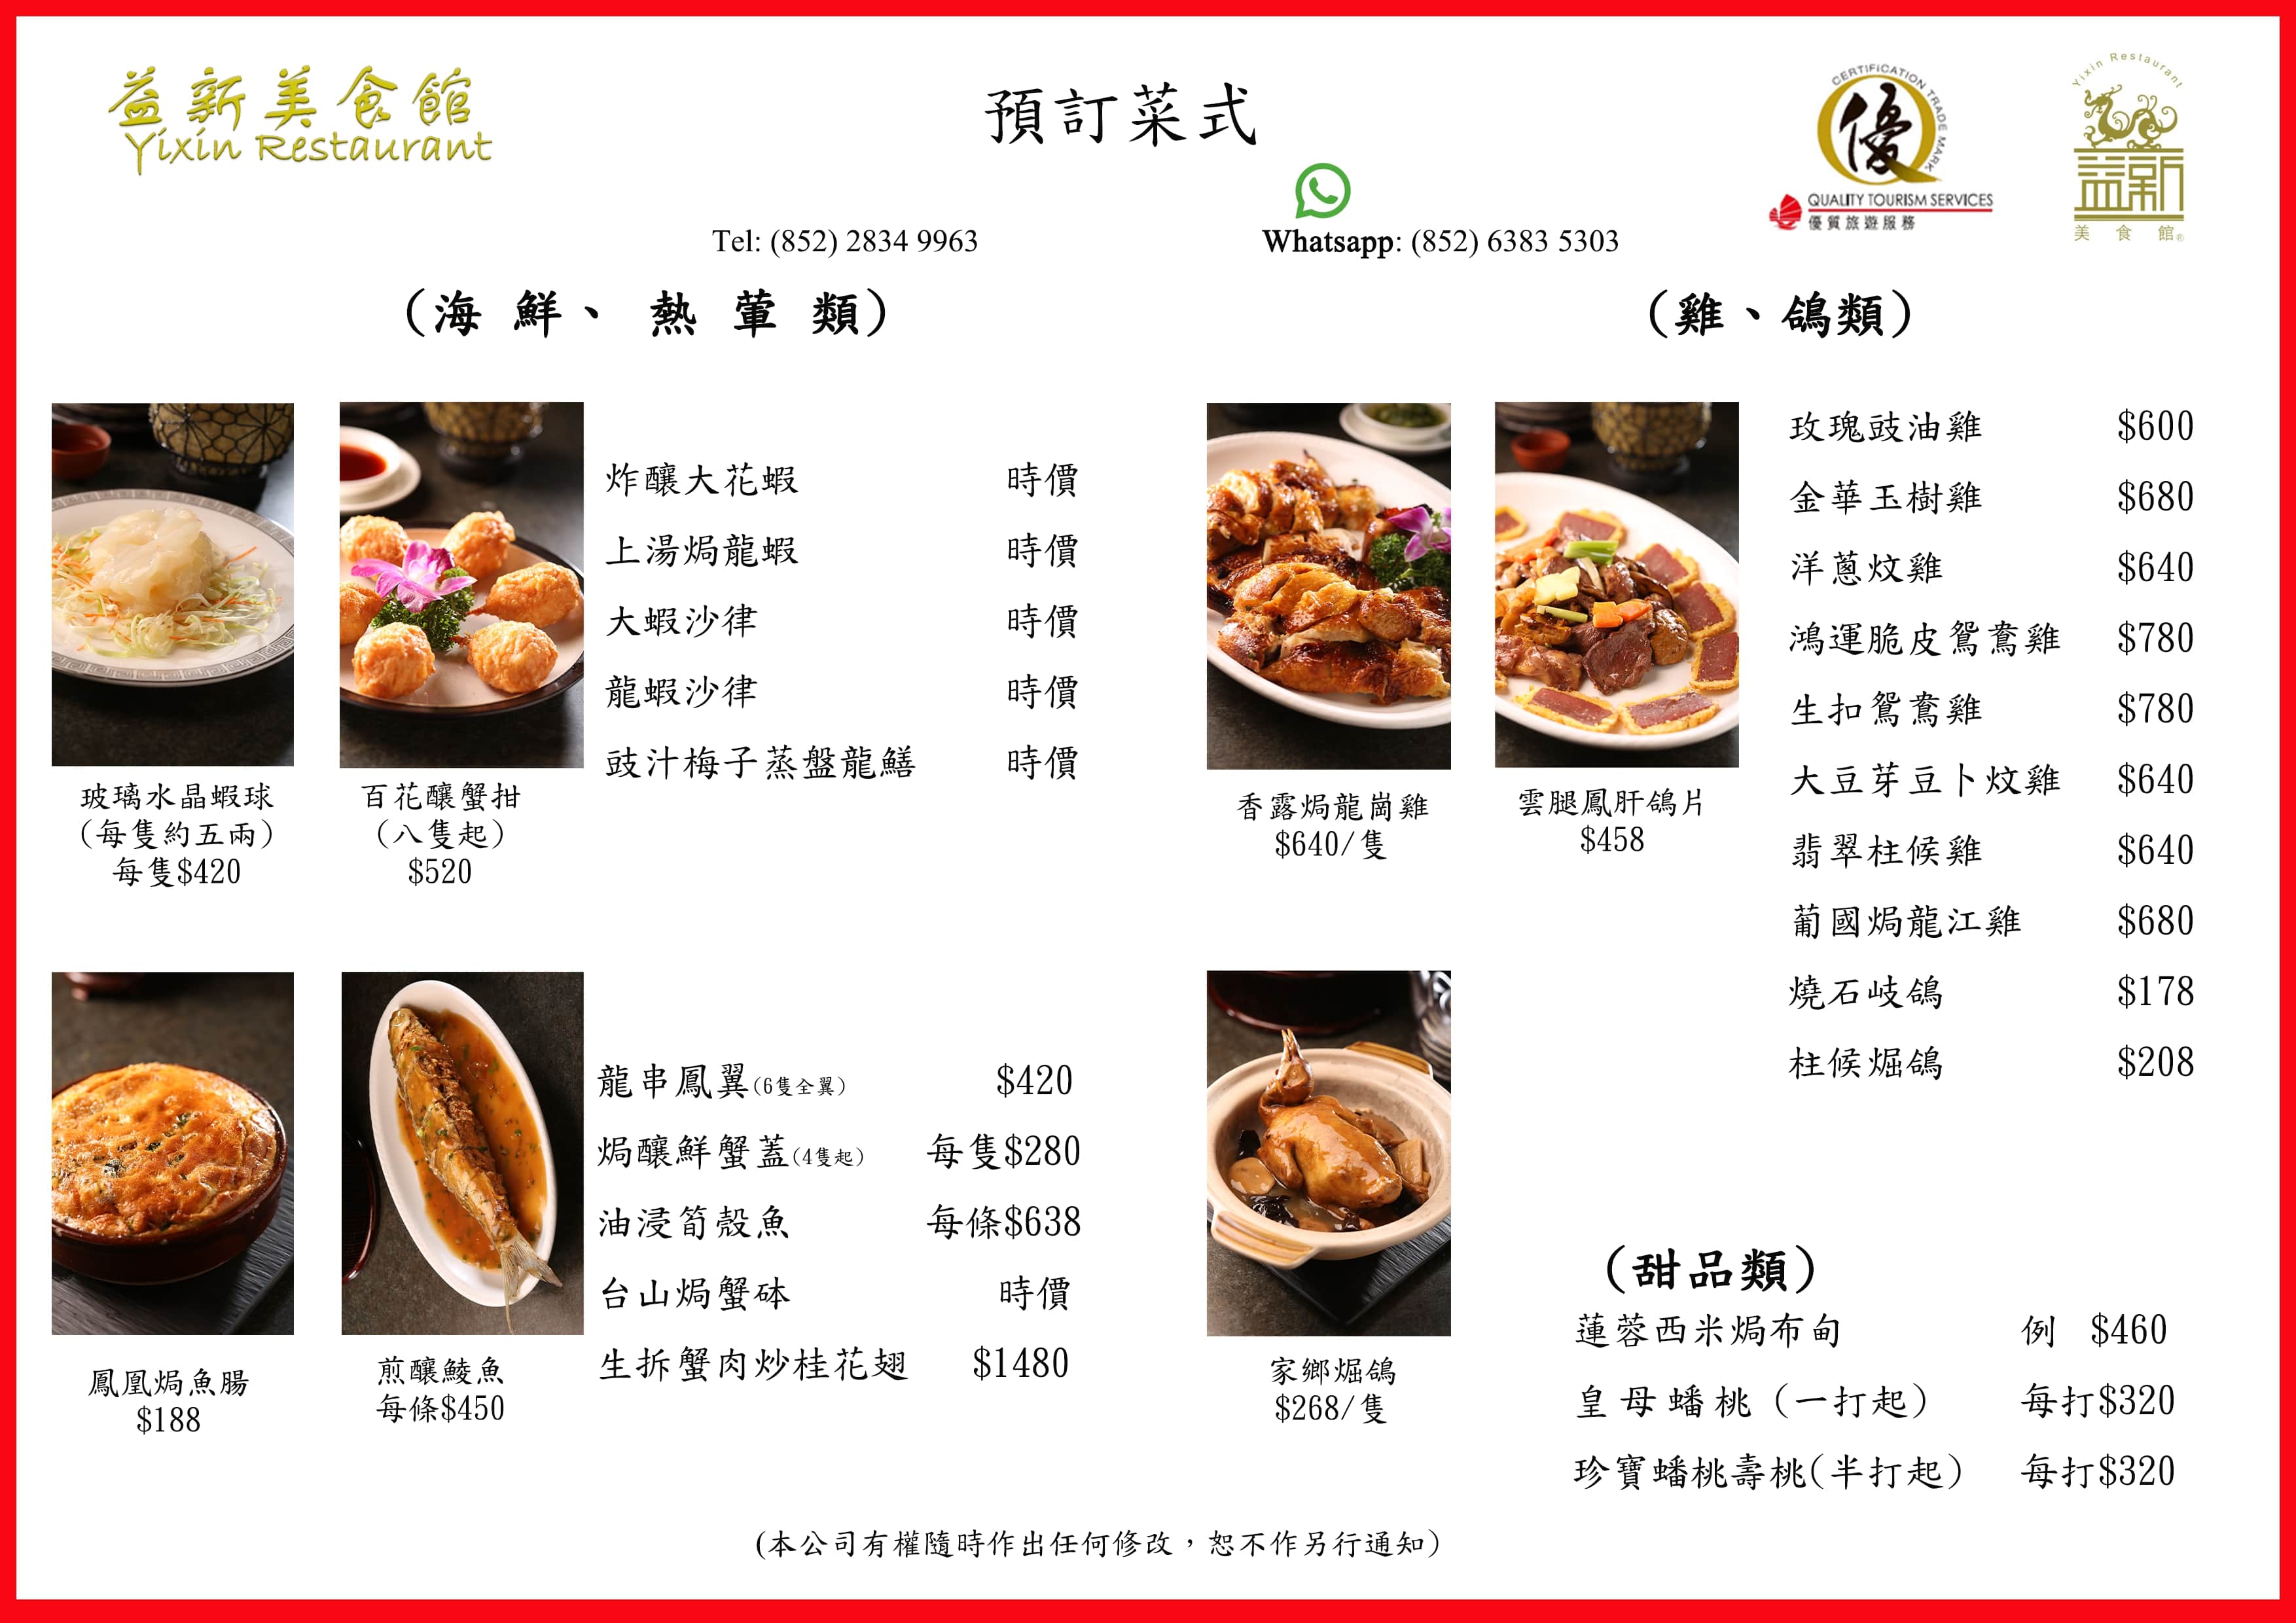 益新美食館
Yixin Restaurant
預訂菜式
CERTIFICATION TRADE MARK
優
QUALITY TOURISM SERVICES
優質旅遊服務
Yixin Restaurant
益新
美食館®
Tel: (852) 2834 9963
Whatsapp: (852) 6383 5303
(海 鮮、 熱 葷 類)
玻璃水晶蝦球
(每隻約五兩)
每隻$420
百花釀蟹拑
(八隻起)
$520
炸釀大花蝦 時價
上湯焗龍蝦 時價
大蝦沙律 時價
龍蝦沙律 時價
豉汁梅子蒸盤龍鱔 時價
鳳凰焗魚腸
$188
煎釀鯪魚
每條$450
龍串鳳翼(6隻全翼) $420
焗釀鮮蟹蓋(4隻起) 每隻$280
油浸筍殼魚 每條$638
台山焗蟹砵 時價
生拆蟹肉炒桂花翅 $1480
(雞、鴿類)
香露焗龍崗雞
$640/隻
雲腿鳳肝鴿片
$458
玫瑰豉油雞 $600
金華玉樹雞 $680
洋蔥炆雞 $640
鴻運脆皮鴛鴦雞 $780
生扣鴛鴦雞 $780
大豆芽豆卜炆雞 $640
翡翠柱候雞 $640
葡國焗龍江雞 $680
燒石岐鴿 $178
柱候焗鴿 $208
家鄉焗鴿
$268/隻
(甜品類)
蓮蓉西米焗布甸 例 $460
皇母蟠桃 (一打起) 每打$320
珍寶蟠桃壽桃(半打起) 每打$320
(本公司有權隨時作出任何修改，恕不作另行通知)